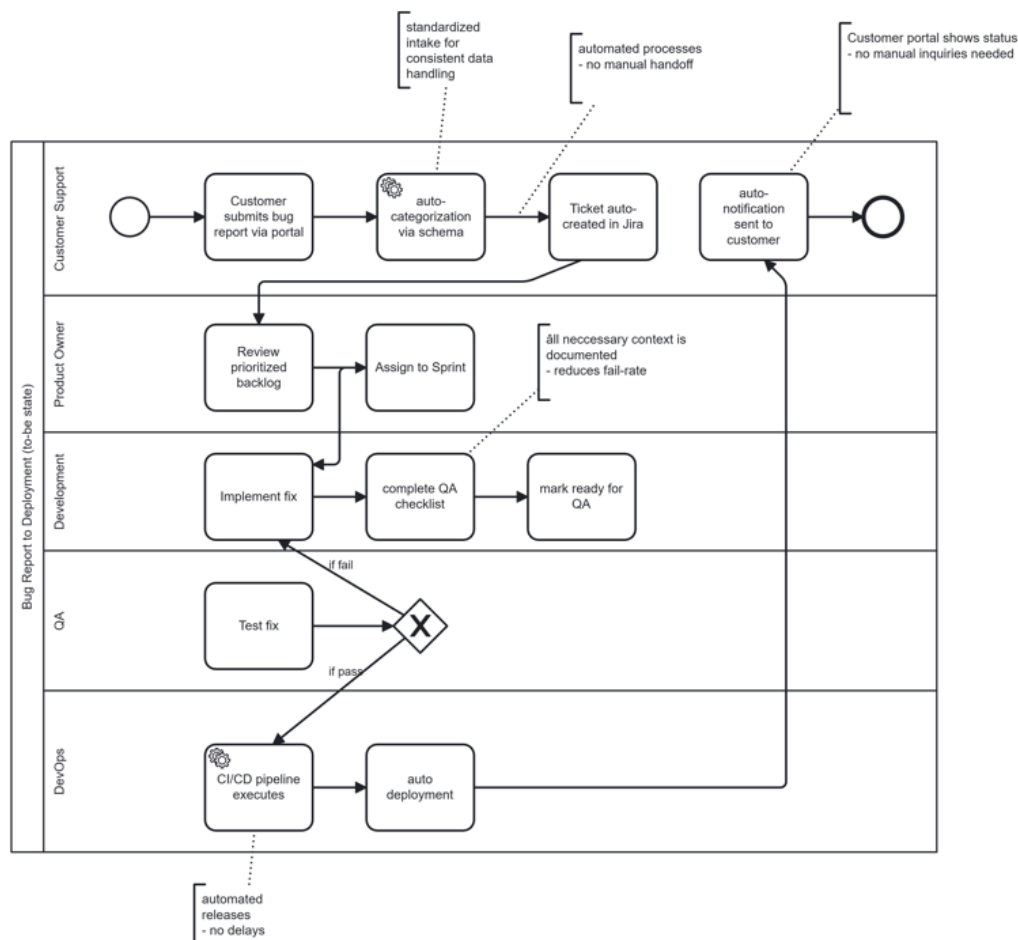 standardized
intake for
consistent data
handling
automated processes
- no manual handoff
Customer portal shows status
- no manual inquiries needed
Bug Report to Deployment (to-be state)
Customer Support
Customer
submits bug
report via portal
auto-
categorization
via schema
Ticket auto-
created in Jira
auto-
notification
sent to
customer
Product Owner
Review
prioritized
backlog
Assign to Sprint
åll neccessary context is
documented
- reduces fail-rate
Development
Implement fix
complete QA
checklist
mark ready for
QA
if fail
QA
Test fix
X
if pass
DevOps
CI/CD pipeline
executes
auto
deployment
automated
releases
- no delays